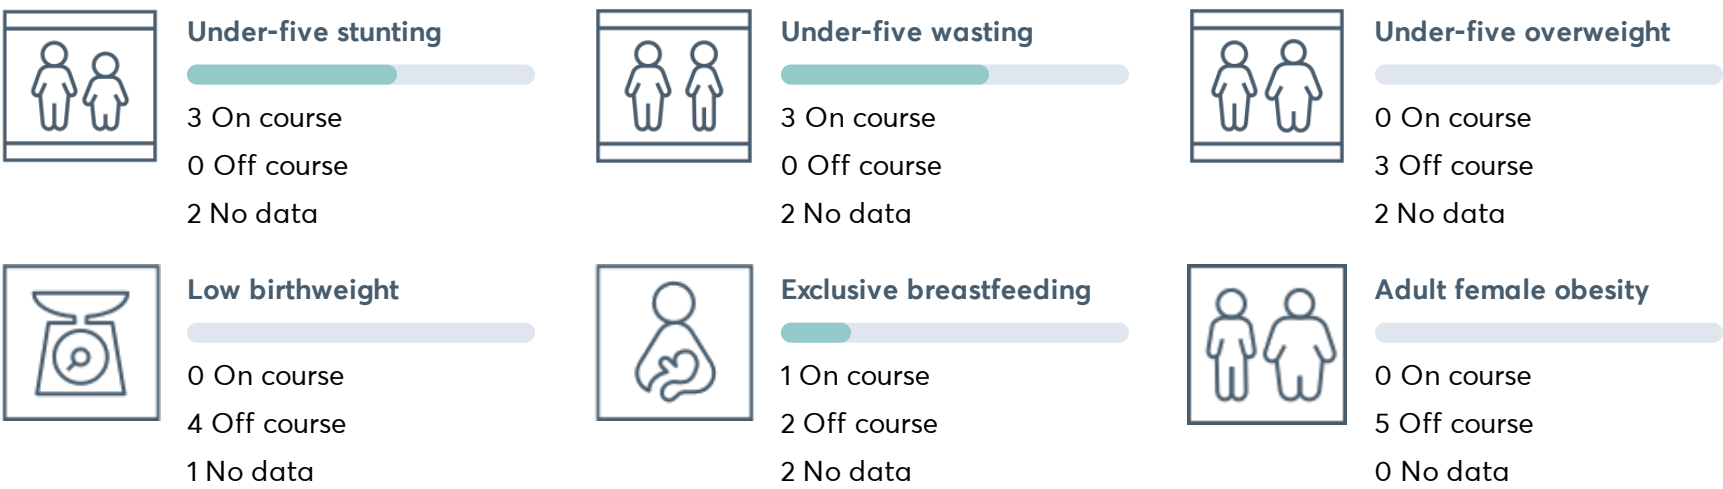 Under-five stunting
3 On course
0 Off course
2 No data
Under-five wasting
3 On course
0 Off course
2 No data
Under-five overweight
0 On course
3 Off course
2 No data
Low birthweight
0 On course
4 Off course
1 No data
Exclusive breastfeeding
1 On course
2 Off course
2 No data
Adult female obesity
0 On course
5 Off course
0 No data